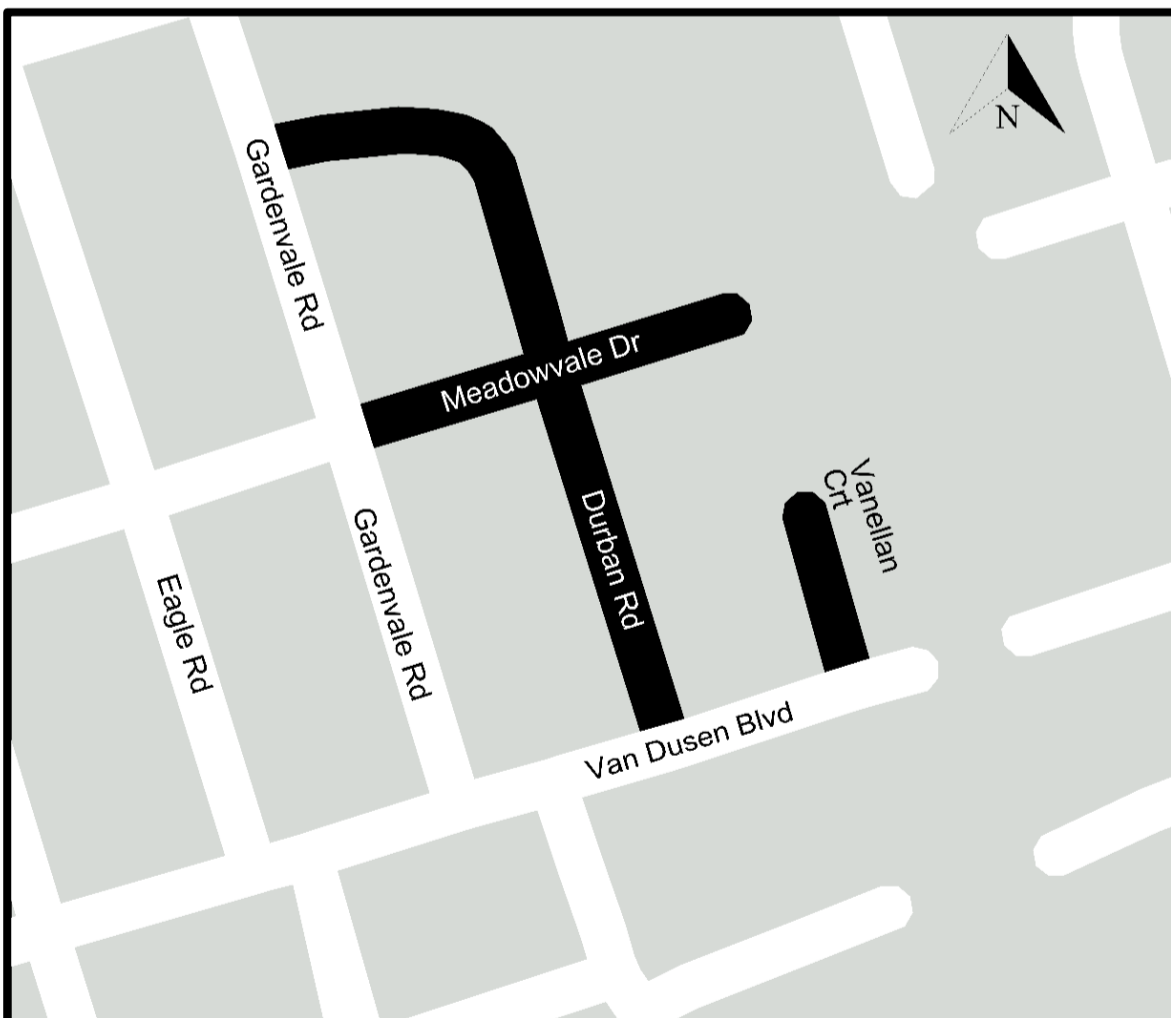 N
Gardenvale Rd
Meadowvale Dr
Vanellan
Crt
Durban Rd
Gardenvale Rd
Eagle Rd
Van Dusen Blvd